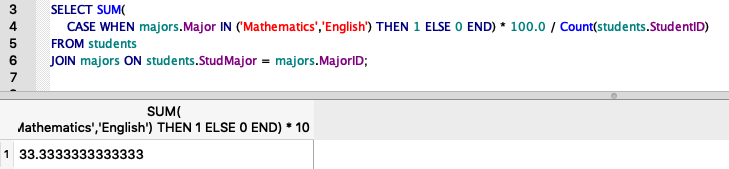 3 SELECT SUM(
4 CASE WHEN majors.Major IN ('Mathematics','English') THEN 1 ELSE 0 END) * 100.0 / Count(students.StudentID)
5 FROM students
6 JOIN majors ON students.StudMajor = majors.MajorID;
7
SUM(
Mathematics','English') THEN 1 ELSE 0 END) * 10
1 33.3333333333333